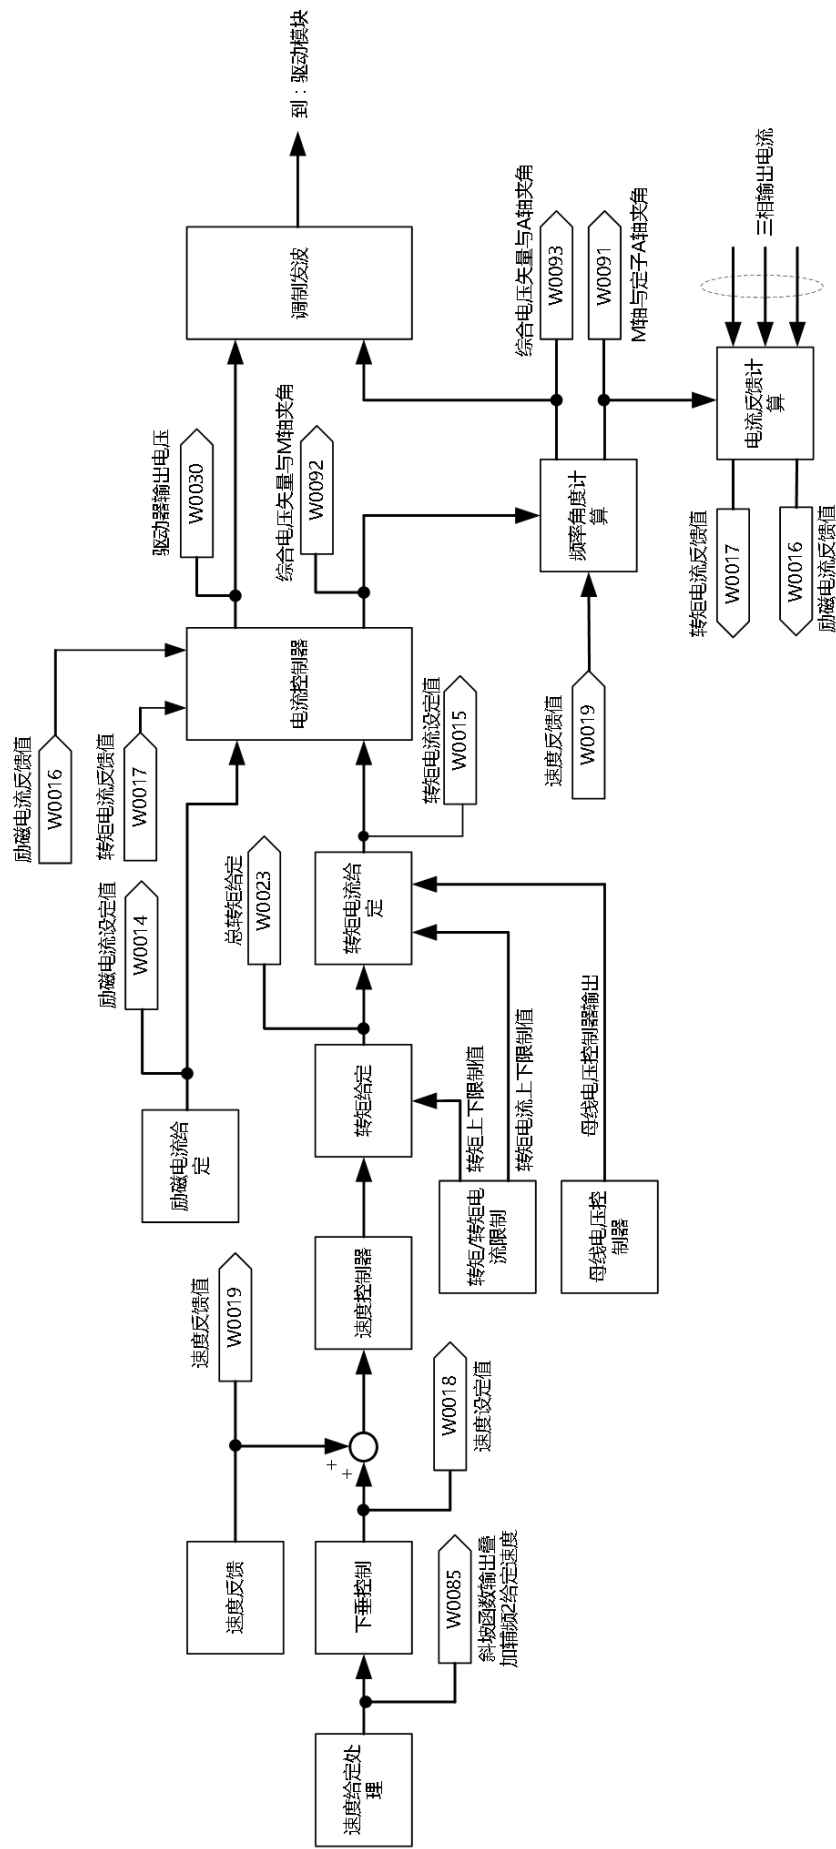 速度给定处
理
W0085
斜坡函数输出叠
加辅频2给定速度
下垂控制
W0018
速度设定值
速度反馈
速度反馈值
W0019
+
+
速度控制器
励磁电流给
定
励磁电流设定值
W0014
转矩给定
总转矩给定
W0023
转矩/转矩电
流限制
转矩上下限制值
转矩电流上下限制值
母线电压控
制器
母线电压控制器输出
转矩电流给
定
转矩电流设定值
W0015
励磁电流反馈值
W0016
转矩电流反馈值
W0017
电流控制器
驱动器输出电压
W0030
综合电压矢量与M轴夹角
W0092
速度反馈值
W0019
频率角度计
算
综合电压矢量与A轴夹角
W0093
W0091
M轴与定子A轴夹角
调制发波
到：驱动模块
三相输出电流
电流反馈计
算
转矩电流反馈值
W0017
W0016
励磁电流反馈值